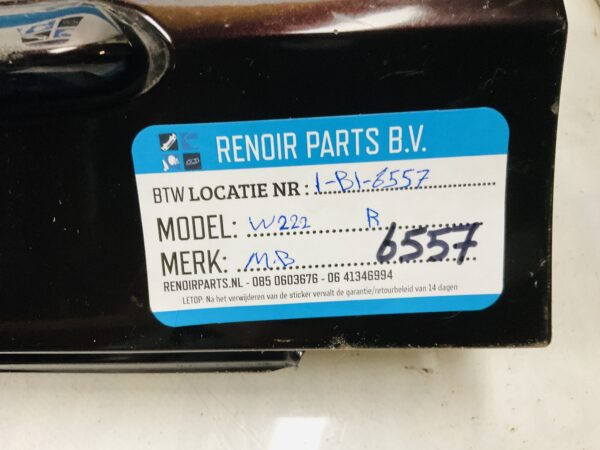 RENOIR PARTS B.V.
BTW LOCATIE NR: 1-B1-6557
MODEL: W222 R
MERK: M.B 6557
RENOIRPARTS.NL - 085 0603676 - 06 41346994
LETOP: Na het verwijderen van de sticker vervalt de garantie/retourbeleid van 14 dagen